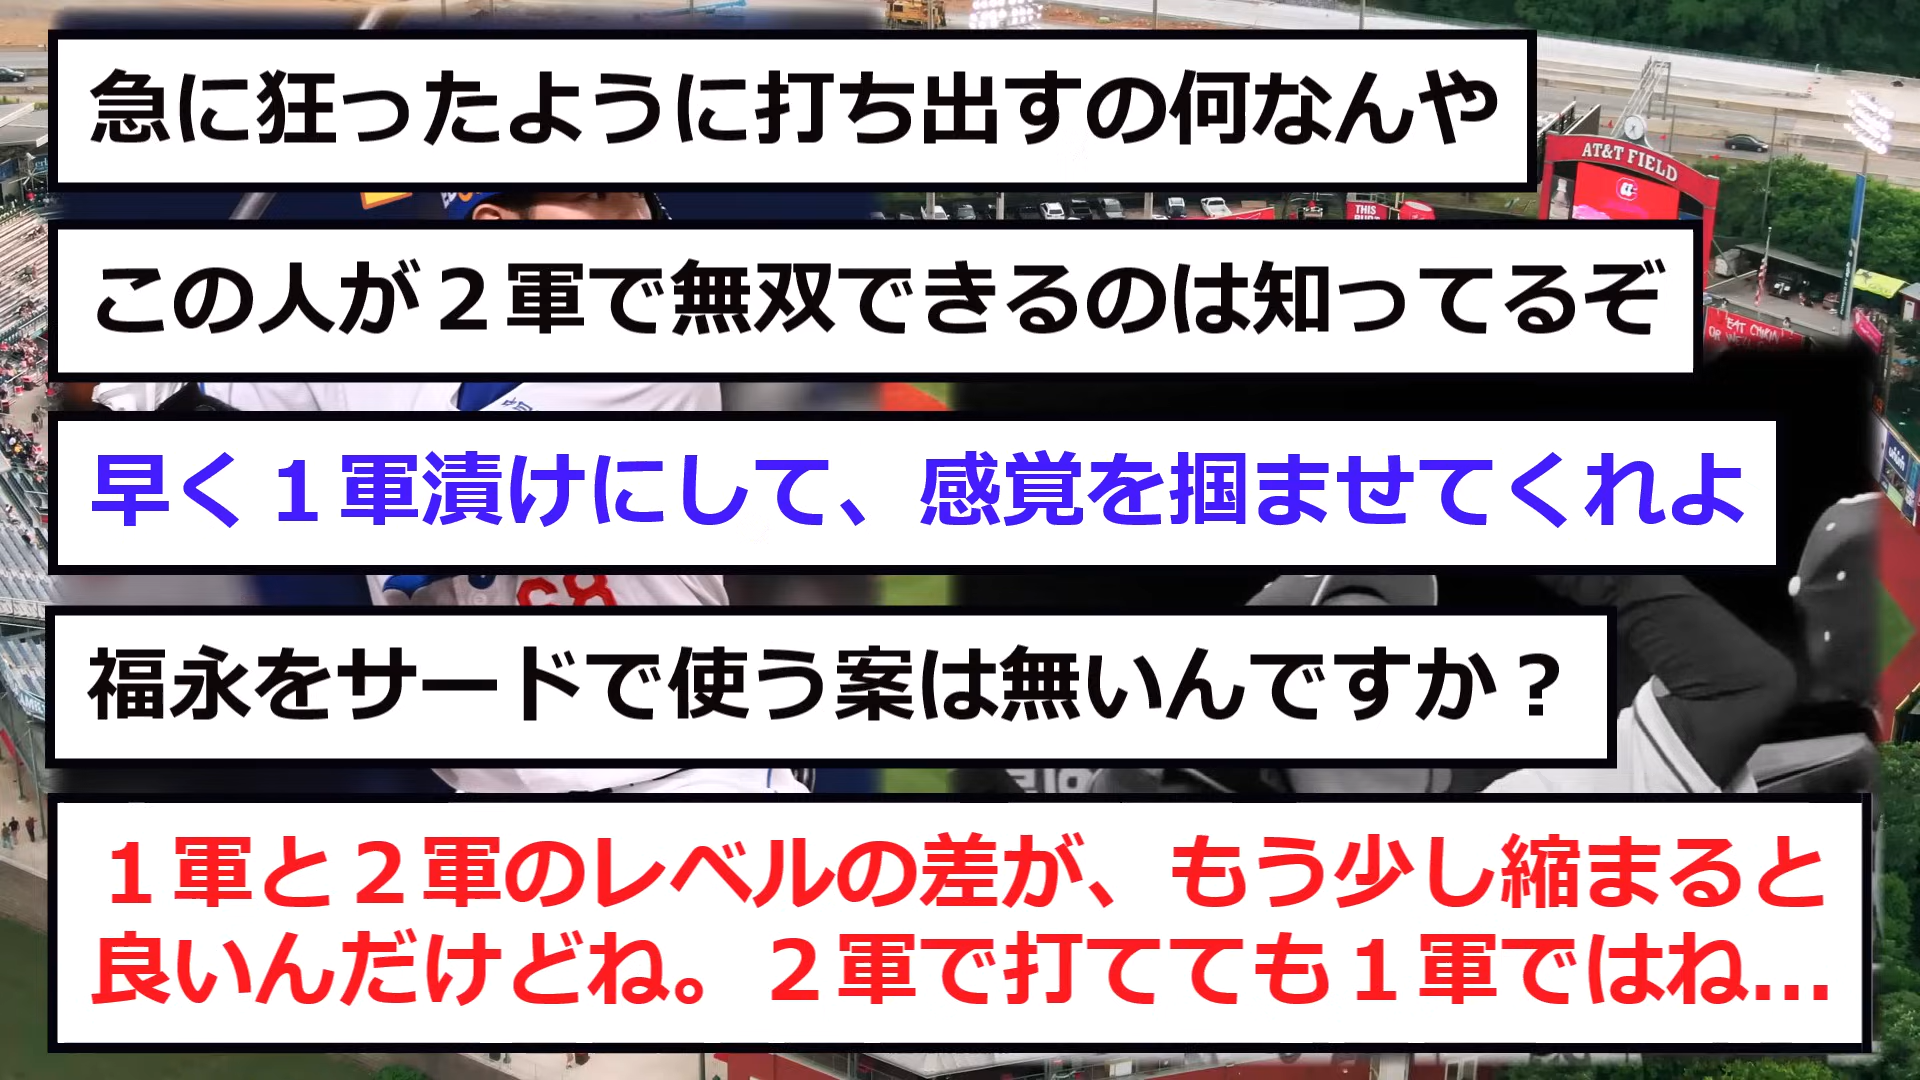 急に狂ったように打ち出すの何なんや
AT&T FIELD
THIS
この人が２軍で無双できるのは知ってるぞ
EAT CHIKIN
早く１軍漬けにして、感覚を掴ませてくれよ
68
福永をサードで使う案は無いんですか？
１軍と２軍のレベルの差が、もう少し縮まると
良いんだけどね。２軍で打てても１軍ではね…